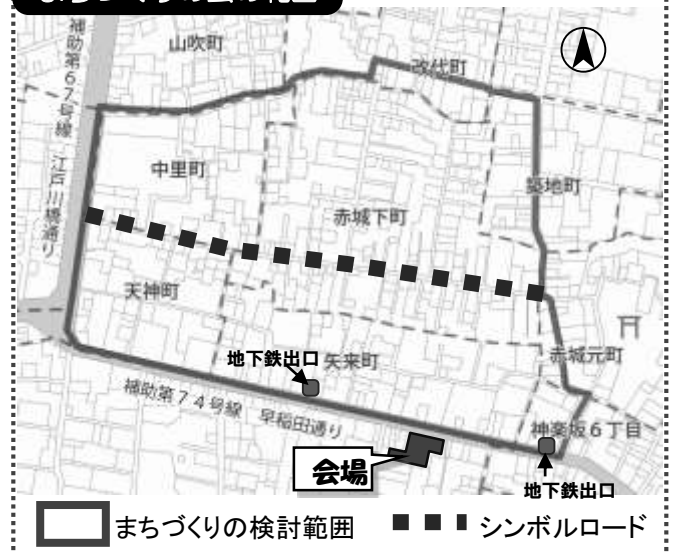 山吹町
改代町
補助第67号線 江戸川橋通り
中里町
築地町
赤城下町
天神町
地下鉄出口
矢来町
赤城元町
補助第74号線 早稲田通り
神楽坂6丁目
会場
地下鉄出口
まちづくりの検討範囲
シンボルロード